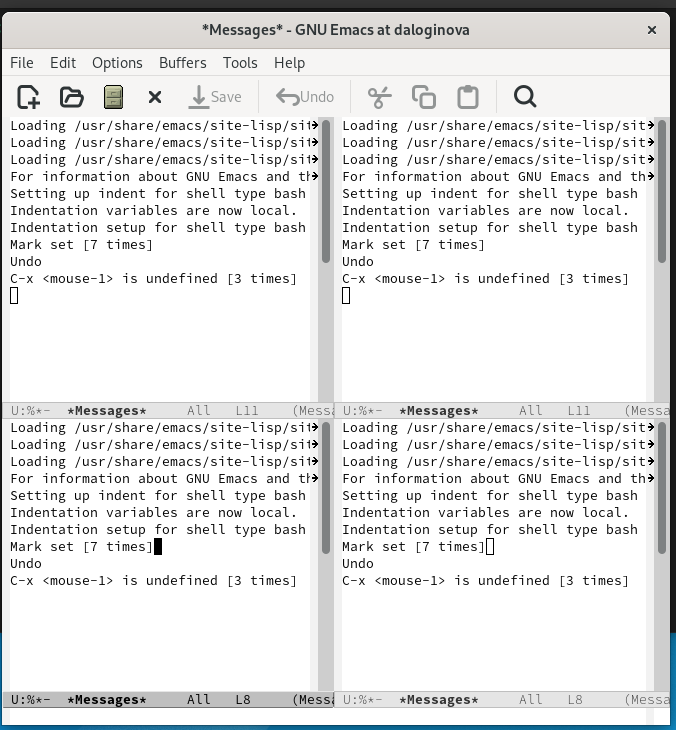 *Messages* - GNU Emacs at daloginova
File Edit Options Buffers Tools Help
Save Undo
Loading /usr/share/emacs/site-lisp/sit
Loading /usr/share/emacs/site-lisp/sit
Loading /usr/share/emacs/site-lisp/sit
For information about GNU Emacs and th
Setting up indent for shell type bash
Indentation variables are now local.
Indentation setup for shell type bash
Mark set [7 times]
Undo
C-x <mouse-1> is undefined [3 times]
U:%*- *Messages* All L11 (Messa
Loading /usr/share/emacs/site-lisp/sit
Loading /usr/share/emacs/site-lisp/sit
Loading /usr/share/emacs/site-lisp/sit
For information about GNU Emacs and th
Setting up indent for shell type bash
Indentation variables are now local.
Indentation setup for shell type bash
Mark set [7 times]
Undo
C-x <mouse-1> is undefined [3 times]
U:%*- *Messages* All L11 (Messa
Loading /usr/share/emacs/site-lisp/sit
Loading /usr/share/emacs/site-lisp/sit
Loading /usr/share/emacs/site-lisp/sit
For information about GNU Emacs and th
Setting up indent for shell type bash
Indentation variables are now local.
Indentation setup for shell type bash
Mark set [7 times]
Undo
C-x <mouse-1> is undefined [3 times]
U:%*- *Messages* All L8 (Messa
Loading /usr/share/emacs/site-lisp/sit
Loading /usr/share/emacs/site-lisp/sit
Loading /usr/share/emacs/site-lisp/sit
For information about GNU Emacs and th
Setting up indent for shell type bash
Indentation variables are now local.
Indentation setup for shell type bash
Mark set [7 times]
Undo
C-x <mouse-1> is undefined [3 times]
U:%*- *Messages* All L8 (Messa